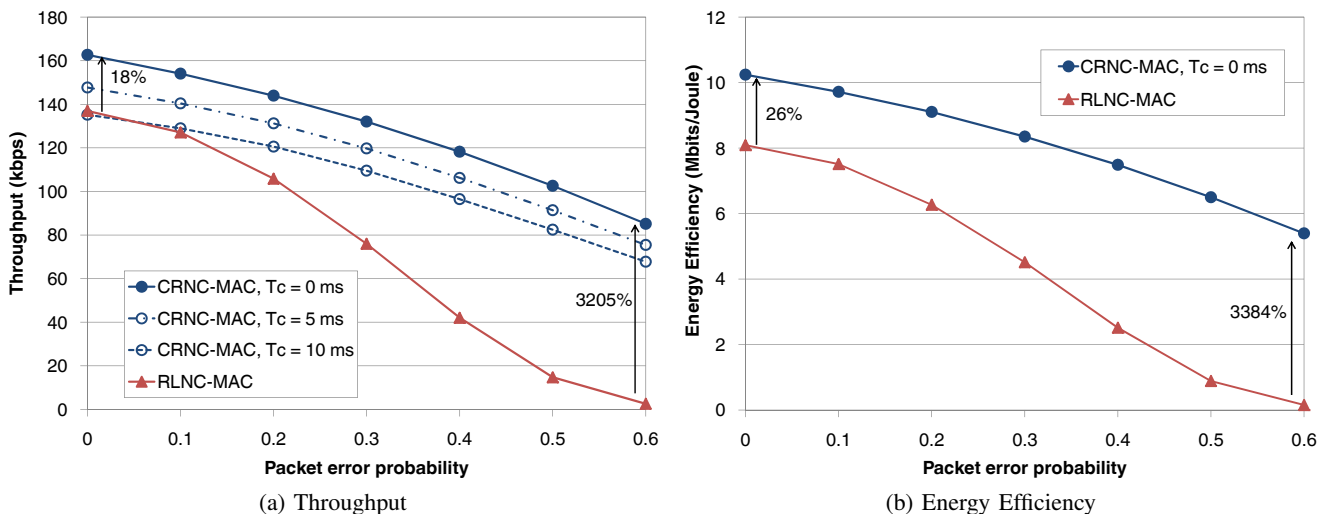 180
160
140
120
100
80
60
40
20
0
Throughput (kbps)
18%
3205%
CRNC-MAC, Tc = 0 ms
CRNC-MAC, Tc = 5 ms
CRNC-MAC, Tc = 10 ms
RLNC-MAC
0 0.1 0.2 0.3 0.4 0.5 0.6
Packet error probability
(a) Throughput
12
10
8
6
4
2
0
Energy Efficiency (Mbits/Joule)
CRNC-MAC, Tc = 0 ms
RLNC-MAC
26%
3384%
0 0.1 0.2 0.3 0.4 0.5 0.6
Packet error probability
(b) Energy Efficiency